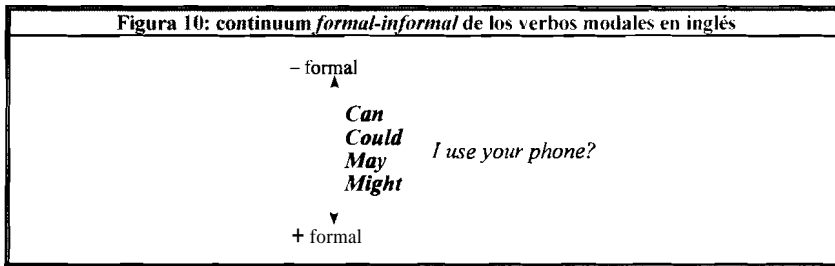 Figura 10: continuum formal-informal de los verbos modales en inglés
– formal
Can
Could
May
Might
I use your phone?
+ formal